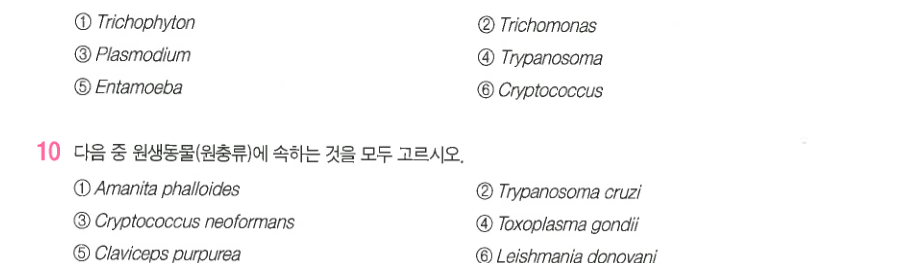 ① Trichophyton ② Trichomonas
③ Plasmodium ④ Trypanosoma
⑤ Entamoeba ⑥ Cryptococcus
10 다음 중 원생동물(원충류)에 속하는 것을 모두 고르시오.
① Amanita phalloides ② Trypanosoma cruzi
③ Cryptococcus neoformans ④ Toxoplasma gondii
⑤ Claviceps purpurea ⑥ Leishmania donovani